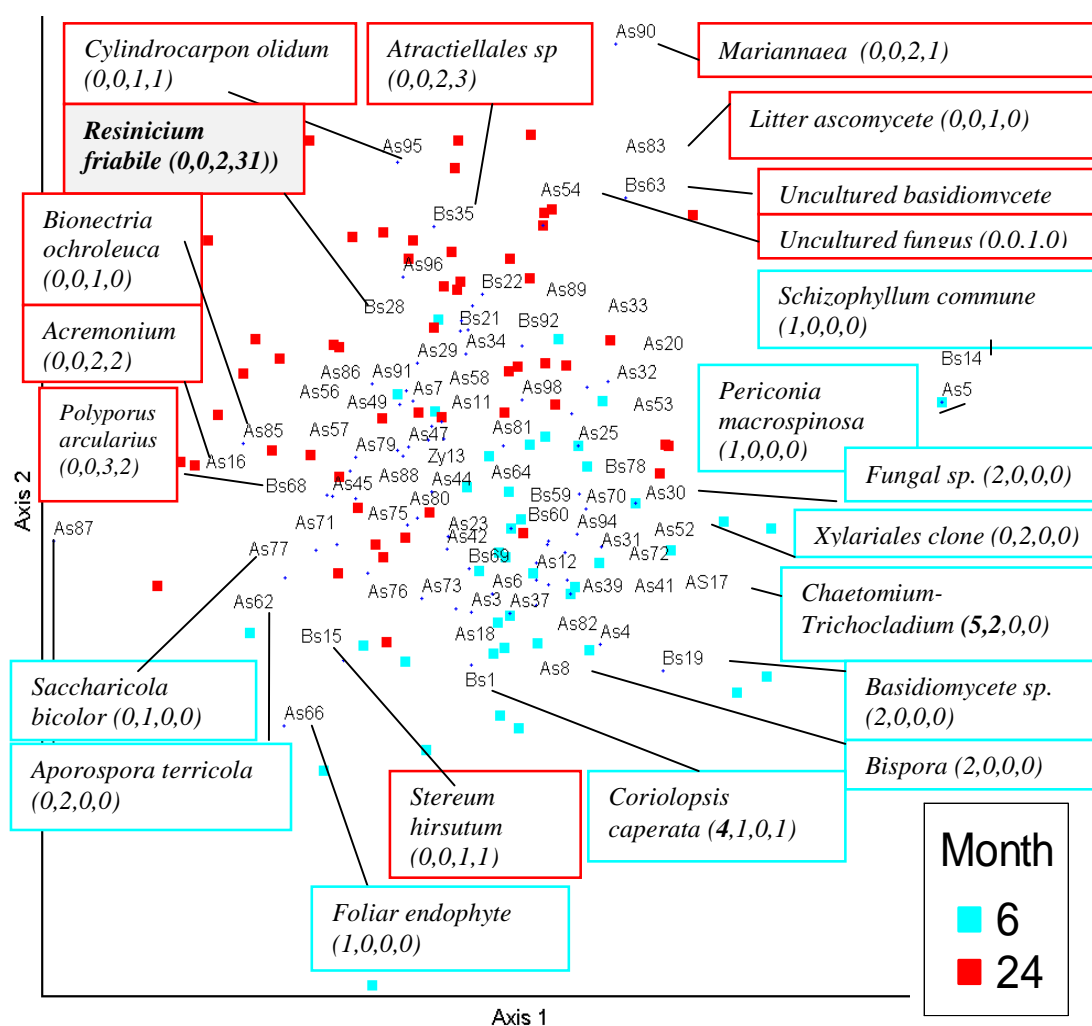 Cylindrocarpon olidum
(0,0,1,1)
Atractiellales sp
(0,0,2,3)
As90
Mariannaea (0,0,2,1)
Resinicium
friabile (0,0,2,31))
As95
As83
Litter ascomycete (0,0,1,0)
Bionectria
ochroleuca
(0,0,1,0)
Bs35
As54
Bs63
Uncultured basidiomycete
Uncultured fungus (0.0.1.0)
As96
Bs28
Bs22
As89
As33
Schizophyllum commune
(1,0,0,0)
Acremonium
(0,0,2,2)
Bs21
Bs92
As34
As20
Bs14
As29
As86
As91
As58
As32
As5
Polyporus
arcularius
(0,0,3,2)
As56
As49
As7
As11
As98
As53
Periconia
macrospinosa
(1,0,0,0)
As85
As57
As79
As47
As81
As25
As16
Zy13
Bs78
Fungal sp. (2,0,0,0)
Bs68
As45
As88
As44
As64
As80
Bs59
As70
As30
Axis 2
As87
As71
As75
As23
Bs60
As94
As52
Xylariales clone (0,2,0,0)
As77
As42
Bs69
As12
As31
As72
As62
As76
As73
As6
As3
As37
As39
As41
AS17
Chaetomium-
Trichocladium (5,2,0,0)
Bs15
As18
As82
As4
Bs1
As8
Bs19
Saccharicola
bicolor (0,1,0,0)
Basidiomycete sp.
(2,0,0,0)
As66
Aporospora terricola
(0,2,0,0)
Bispora (2,0,0,0)
Stereum
hirsutum
(0,0,1,1)
Coriolopsis
caperata (4,1,0,1)
Foliar endophyte
(1,0,0,0)
Month
6
24
Axis 1